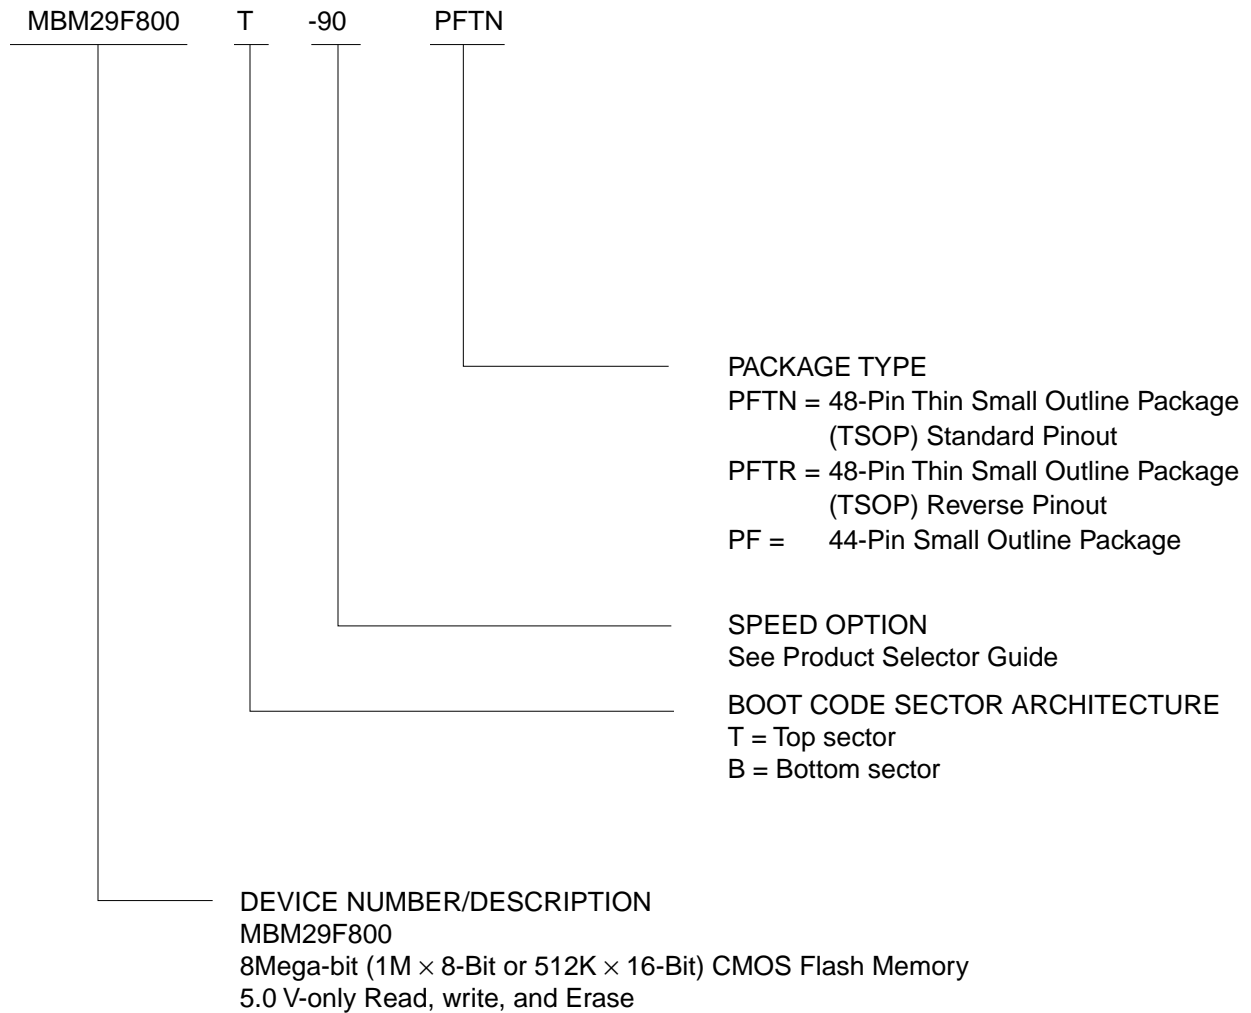 MBM29F800 T -90 PFTN
PACKAGE TYPE
PFTN = 48-Pin Thin Small Outline Package
(TSOP) Standard Pinout
PFTR = 48-Pin Thin Small Outline Package
(TSOP) Reverse Pinout
PF = 44-Pin Small Outline Package
SPEED OPTION
See Product Selector Guide
BOOT CODE SECTOR ARCHITECTURE
T = Top sector
B = Bottom sector
DEVICE NUMBER/DESCRIPTION
MBM29F800
8Mega-bit (1M × 8-Bit or 512K × 16-Bit) CMOS Flash Memory
5.0 V-only Read, write, and Erase